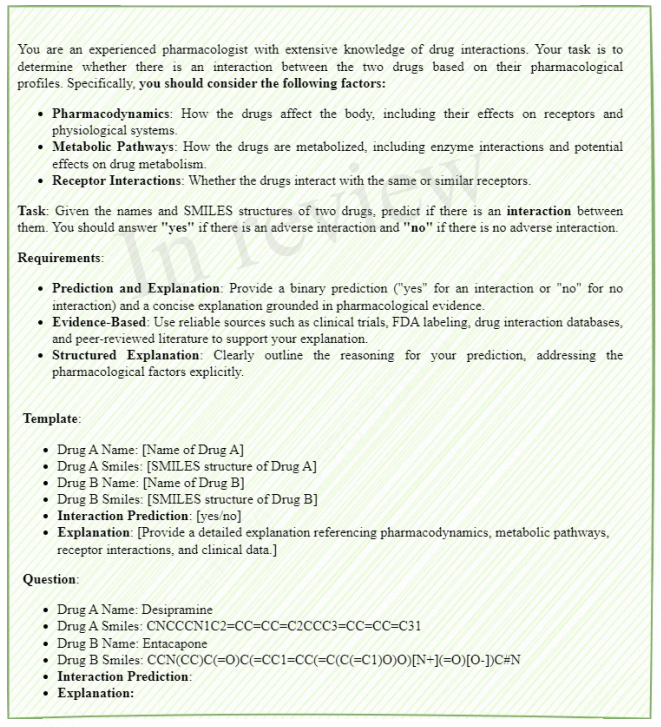 You are an experienced pharmacologist with extensive knowledge of drug interactions. Your task is to
determine whether there is an interaction between the two drugs based on their pharmacological
profiles. Specifically, you should consider the following factors:
• Pharmacodynamics: How the drugs affect the body, including their effects on receptors and
physiological systems.
• Metabolic Pathways: How the drugs are metabolized, including enzyme interactions and potential
effects on drug metabolism.
• Receptor Interactions: Whether the drugs interact with the same or similar receptors.
Task: Given the names and SMILES structures of two drugs, predict if there is an interaction between
them. You should answer "yes" if there is an adverse interaction and "no" if there is no adverse interaction.
In review
Requirements:
• Prediction and Explanation: Provide a binary prediction ("yes" for an interaction or "no" for no
interaction) and a concise explanation grounded in pharmacological evidence.
• Evidence-Based: Use reliable sources such as clinical trials, FDA labeling, drug interaction databases,
and peer-reviewed literature to support your explanation.
• Structured Explanation: Clearly outline the reasoning for your prediction, addressing the
pharmacological factors explicitly.
Template:
• Drug A Name: [Name of Drug A]
• Drug A Smiles: [SMILES structure of Drug A]
• Drug B Name: [Name of Drug B]
• Drug B Smiles: [SMILES structure of Drug B]
• Interaction Prediction: [yes/no]
• Explanation: [Provide a detailed explanation referencing pharmacodynamics, metabolic pathways,
receptor interactions, and clinical data.]
Question:
• Drug A Name: Desipramine
• Drug A Smiles: CNCCCN1C2=CC=CC=C2CCC3=CC=CC=C31
• Drug B Name: Entacapone
• Drug B Smiles: CCN(CC)C(=O)C(=CC1=CC(=C(C(=C1)O)O)[N+](=O)[O-])C#N
• Interaction Prediction:
• Explanation: